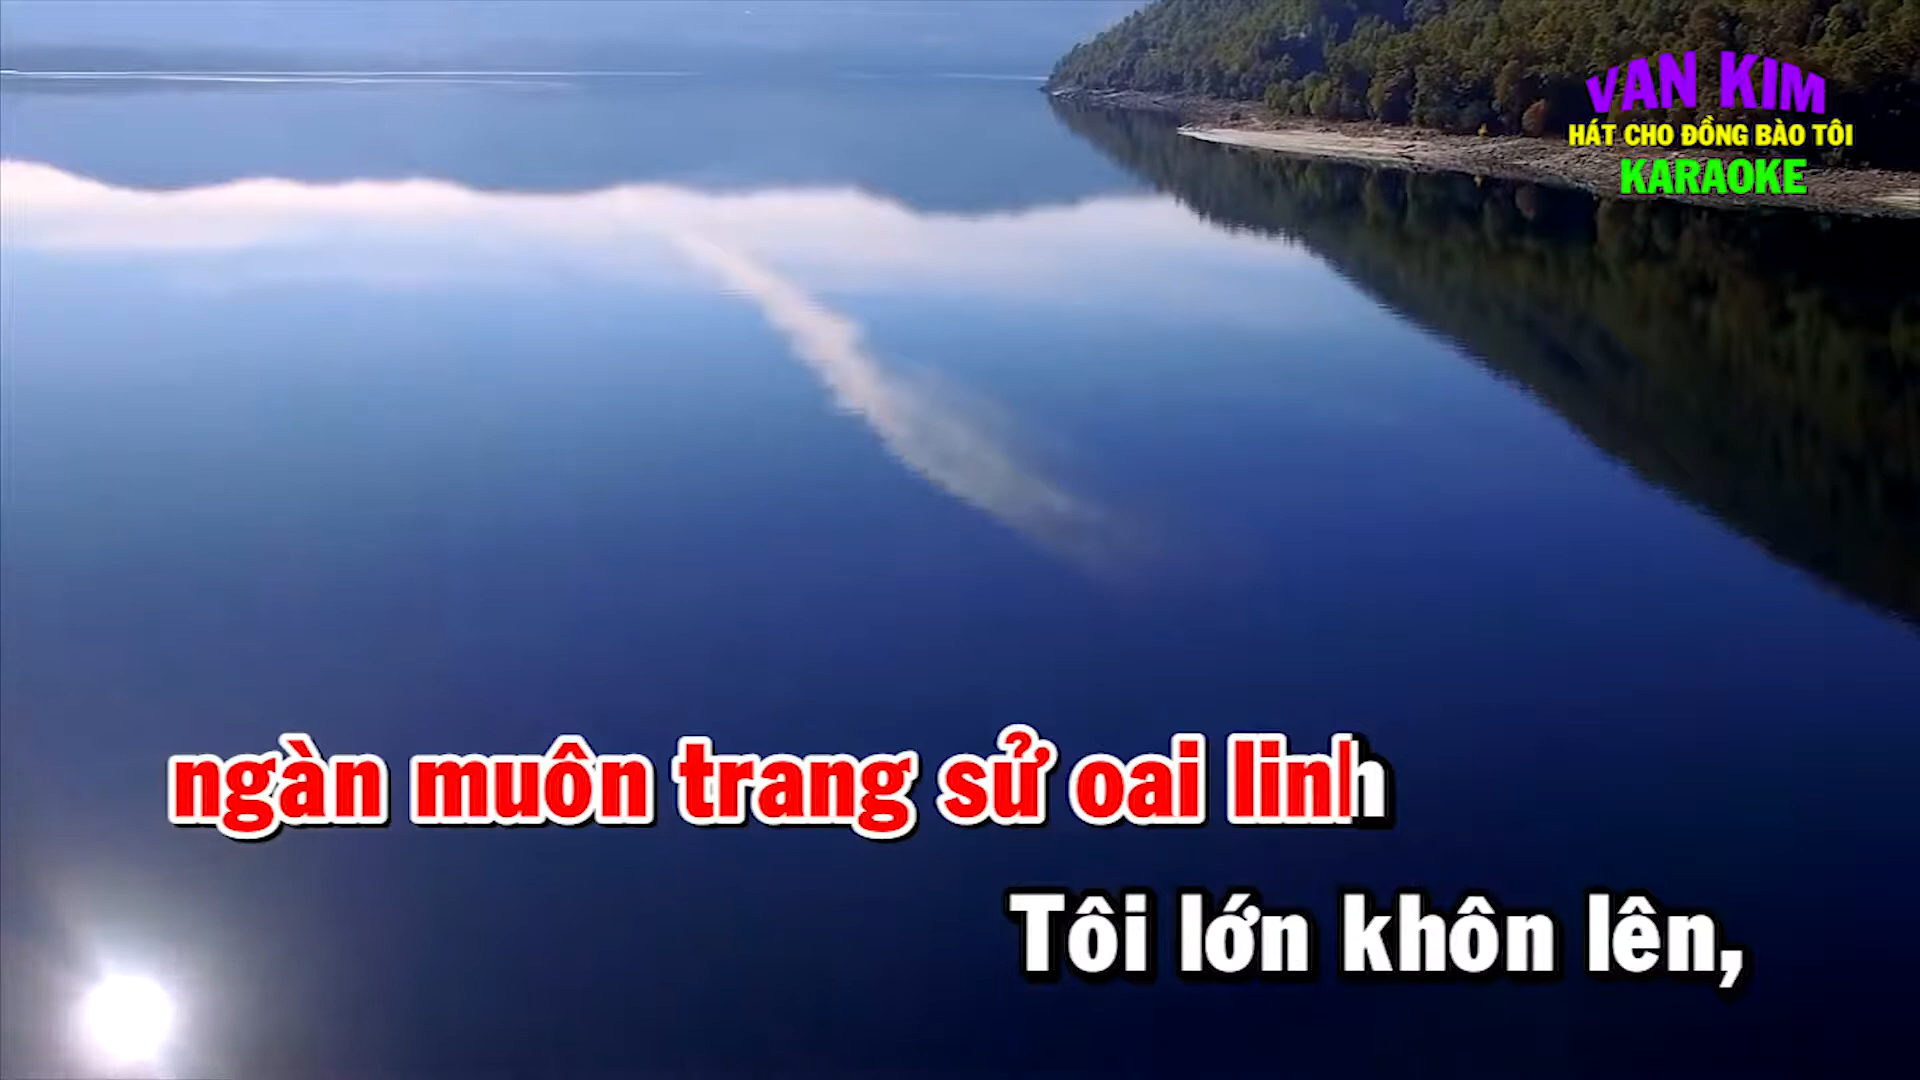 VAN KIM
HÁT CHO ĐỒNG BÀO TÔI
KARAOKE
ngàn muôn trang sử oai linh
Tôi lớn khôn lên,